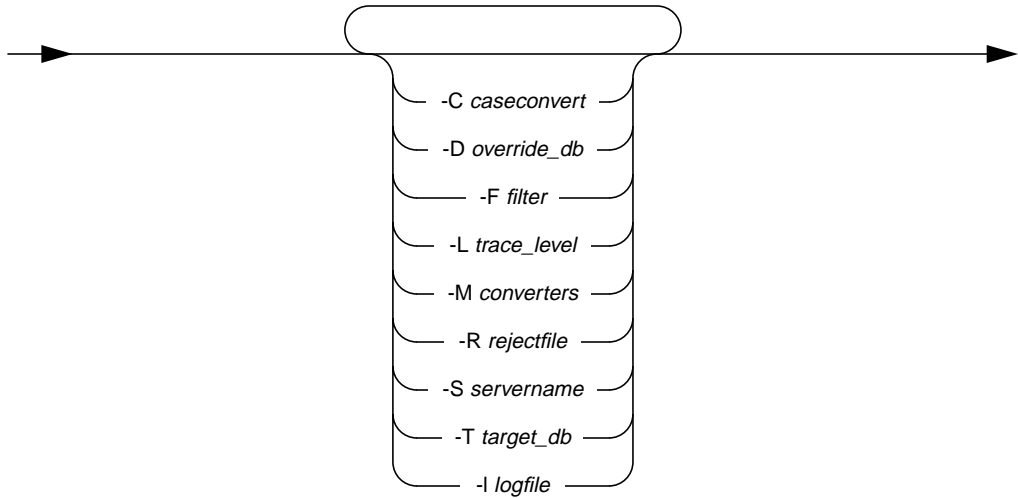 -C caseconvert
-D override_db
-F filter
-L trace_level
-M converters
-R rejectfile
-S servername
-T target_db
-l logfile